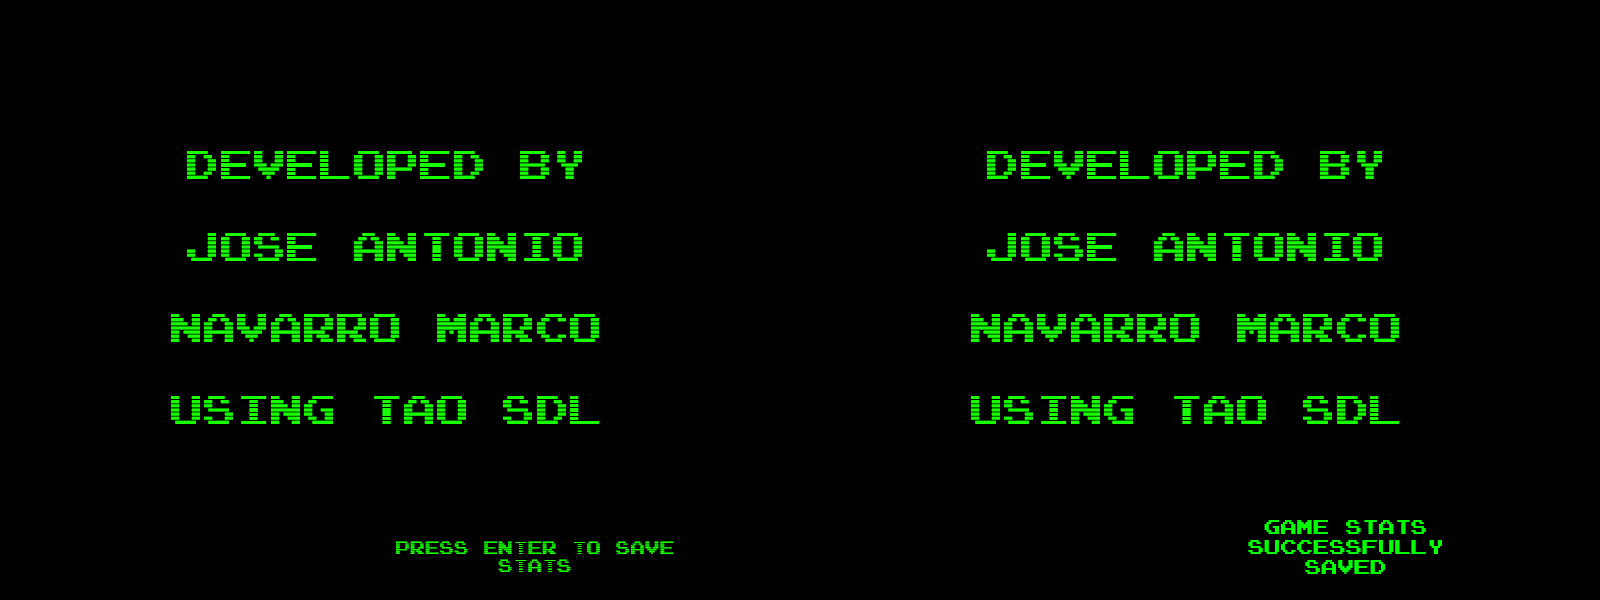 DEVELOPED BY
JOSE ANTONIO
NAVARRO MARCO
USING TAO SDL
PRESS ENTER TO SAVE
STATS
DEVELOPED BY
JOSE ANTONIO
NAVARRO MARCO
USING TAO SDL
GAME STATS
SUCCESSFULLY
SAVED